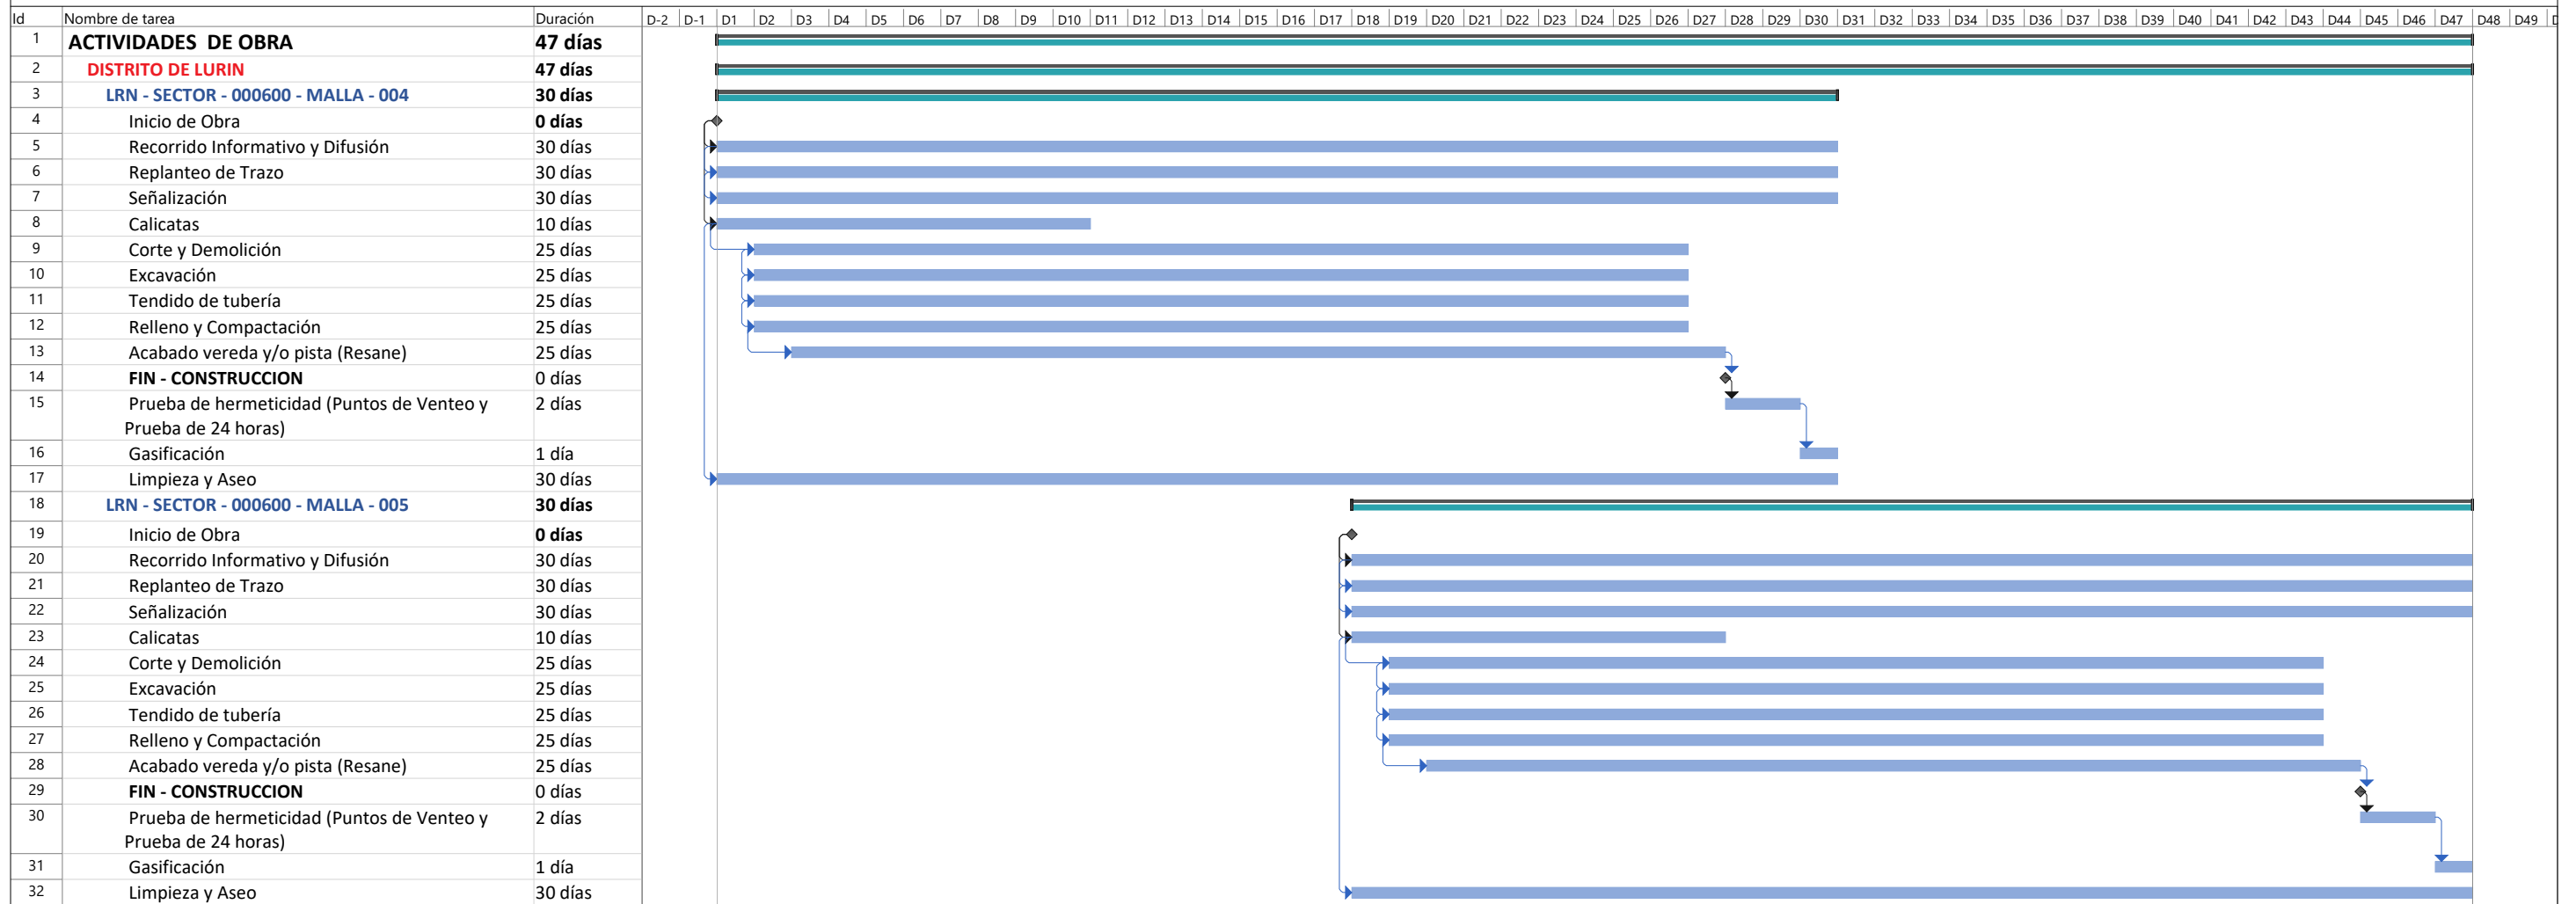 Id Nombre de tarea Duración D-2 D-1 D1 D2 D3 D4 D5 D6 D7 D8 D9 D10 D11 D12 D13 D14 D15 D16 D17 D18 D19 D20 D21 D22 D23 D24 D25 D26 D27 D28 D29 D30 D31 D32 D33 D34 D35 D36 D37 D38 D39 D40 D41 D42 D43 D44 D45 D46 D47 D48 D49
1 ACTIVIDADES DE OBRA 47 días
2 DISTRITO DE LURIN 47 días
3 LRN - SECTOR - 000600 - MALLA - 004 30 días
4 Inicio de Obra 0 días
5 Recorrido Informativo y Difusión 30 días
6 Replanteo de Trazo 30 días
7 Señalización 30 días
8 Calicatas 10 días
9 Corte y Demolición 25 días
10 Excavación 25 días
11 Tendido de tubería 25 días
12 Relleno y Compactación 25 días
13 Acabado vereda y/o pista (Resane) 25 días
14 FIN - CONSTRUCCION 0 días
15 Prueba de hermeticidad (Puntos de Venteo y 2 días
Prueba de 24 horas)
16 Gasificación 1 día
17 Limpieza y Aseo 30 días
18 LRN - SECTOR - 000600 - MALLA - 005 30 días
19 Inicio de Obra 0 días
20 Recorrido Informativo y Difusión 30 días
21 Replanteo de Trazo 30 días
22 Señalización 30 días
23 Calicatas 10 días
24 Corte y Demolición 25 días
25 Excavación 25 días
26 Tendido de tubería 25 días
27 Relleno y Compactación 25 días
28 Acabado vereda y/o pista (Resane) 25 días
29 FIN - CONSTRUCCION 0 días
30 Prueba de hermeticidad (Puntos de Venteo y 2 días
Prueba de 24 horas)
31 Gasificación 1 día
32 Limpieza y Aseo 30 días